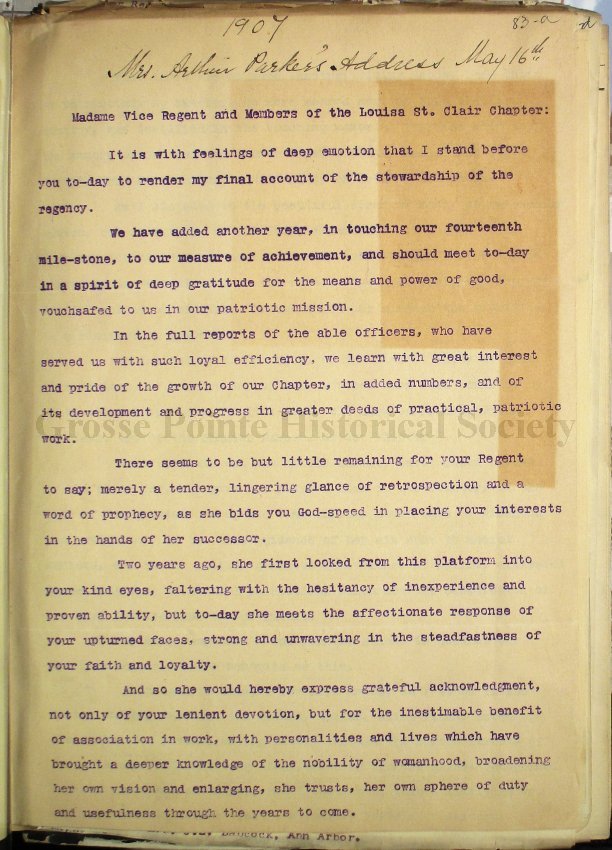 1907
83-a
Mrs. Arthur Parker's Address May 16th
Madame Vice Regent and Members of the Louisa St. Clair Chapter:
It is with feelings of deep emotion that I stand before
you to-day to render my final account of the stewardship of the
regency.
We have added another year, in touching our fourteenth
mile-stone, to our measure of achievement, and should meet to-day
in a spirit of deep gratitude for the means and power of good,
vouchsafed to us in our patriotic mission.
In the full reports of the able officers, who have
served us with such loyal efficiency, we learn with great interest
and pride of the growth of our Chapter, in added numbers, and of
its development and progress in greater deeds of practical, patriotic
work.
Grosse Pointe Historical Society
There seems to be but little remaining for your Regent
to say; merely a tender, lingering glance of retrospection and a
word of prophecy, as she bids you God-speed in placing your interests
in the hands of her successor.
Two years ago, she first looked from this platform into
your kind eyes, faltering with the hesitancy of inexperience and
proven ability, but to-day she meets the affectionate response of
your upturned faces, strong and unwavering in the steadfastness of
your faith and loyalty.
And so she would hereby express grateful acknowledgment,
not only of your lenient devotion, but for the inestimable benefit
of association in work, with personalities and lives which have
brought a deeper knowledge of the nobility of womanhood, broadening
her own vision and enlarging, she trusts, her own sphere of duty
and usefulness through the years to come.
Babcock, Ann Arbor.